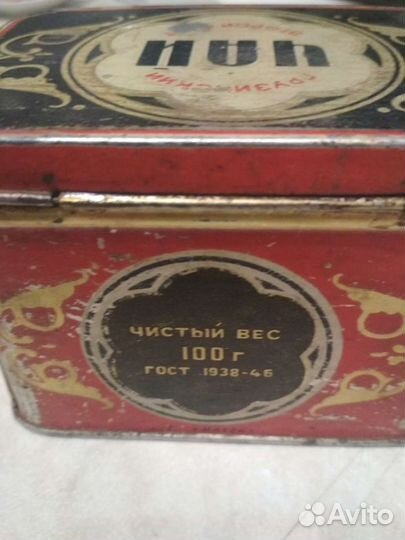 ЧАЙ
ГРУЗИНСКИЙ
ЧИСТЫЙ ВЕС
100 г
ГОСТ 1938-46
Avito